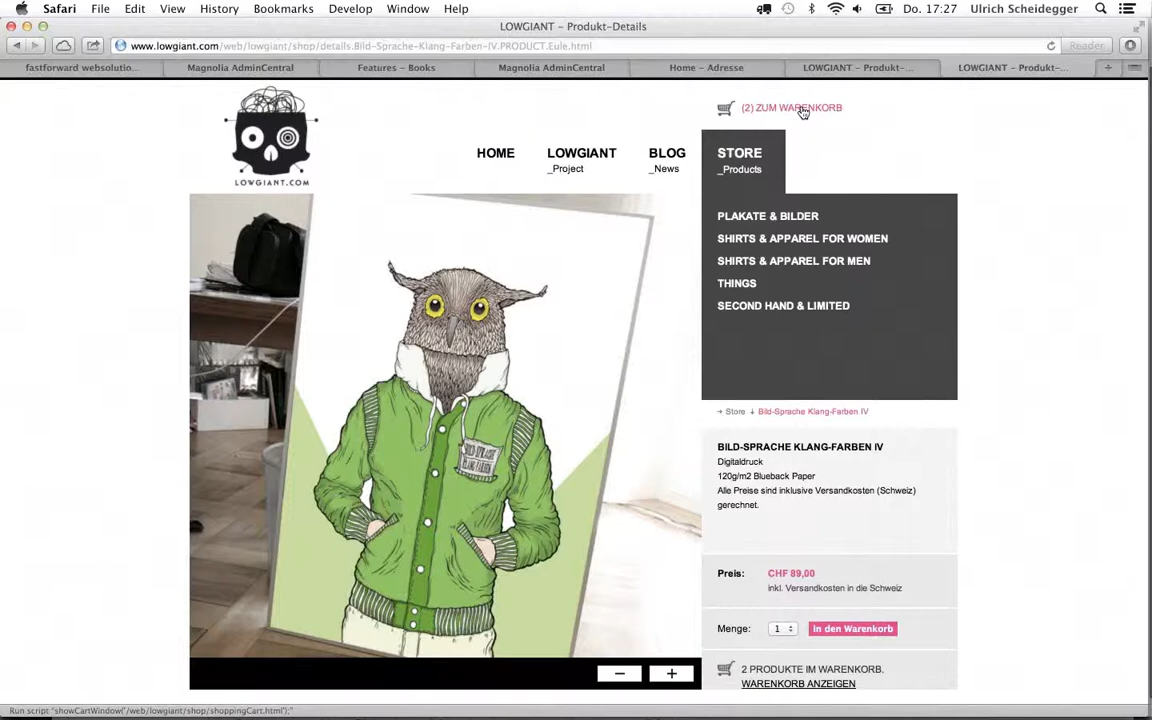 Safari File Edit View History Bookmarks Develop Window Help Do. 17:27 Ulrich Scheidegger
LOWGIANT – Produkt-Details
www.lowgiant.com/web/lowgiant/shop/details.Bild-Sprache-Klang-Farben-IV.PRODUCT.Eule.html Reader
fastforward websolutio... Magnolia AdminCentral Features – Books Magnolia AdminCentral Home – Adresse LOWGIANT – Produkt-... LOWGIANT – Produkt-...
(2) ZUM WARENKORB
LOWGIANT.COM
HOME LOWGIANT BLOG STORE
_Project _News _Products
PLAKATE & BILDER
SHIRTS & APPAREL FOR WOMEN
SHIRTS & APPAREL FOR MEN
THINGS
SECOND HAND & LIMITED
→ Store ↓ Bild-Sprache Klang-Farben IV
BILD-SPRACHE KLANG-FARBEN IV
Digitaldruck
120g/m2 Blueback Paper
Alle Preise sind inklusive Versandkosten (Schweiz)
gerechnet.
BILD SPRACHE
KLANG FARBEN
Preis: CHF 89,00
inkl. Versandkosten in die Schweiz
Menge: 1 In den Warenkorb
2 PRODUKTE IM WARENKORB.
WARENKORB ANZEIGEN
− +
Run script "showCartWindow('/web/lowgiant/shop/shoppingCart.html');"